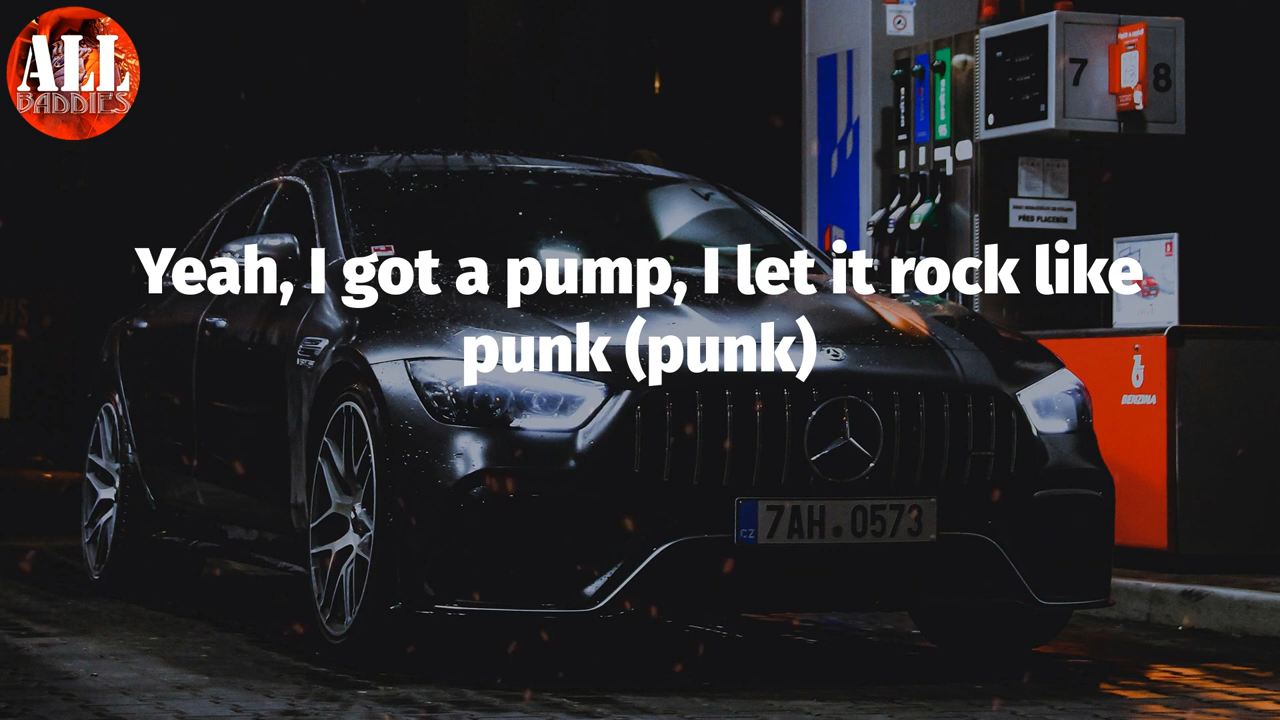 ALL
BADDIES
7 8
PŘED PLACENÍM
Yeah, I got a pump, I let it rock like
punk (punk)
BENZINA
CZ 7AH 0573